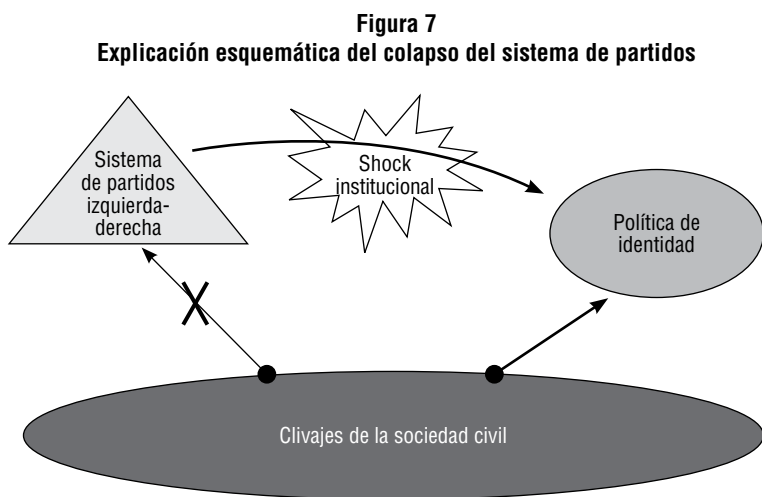 Figura 7
Explicación esquemática del colapso del sistema de partidos
Sistema
de partidos
izquierda-
derecha
Shock
institucional
Política de
identidad
Clivajes de la sociedad civil